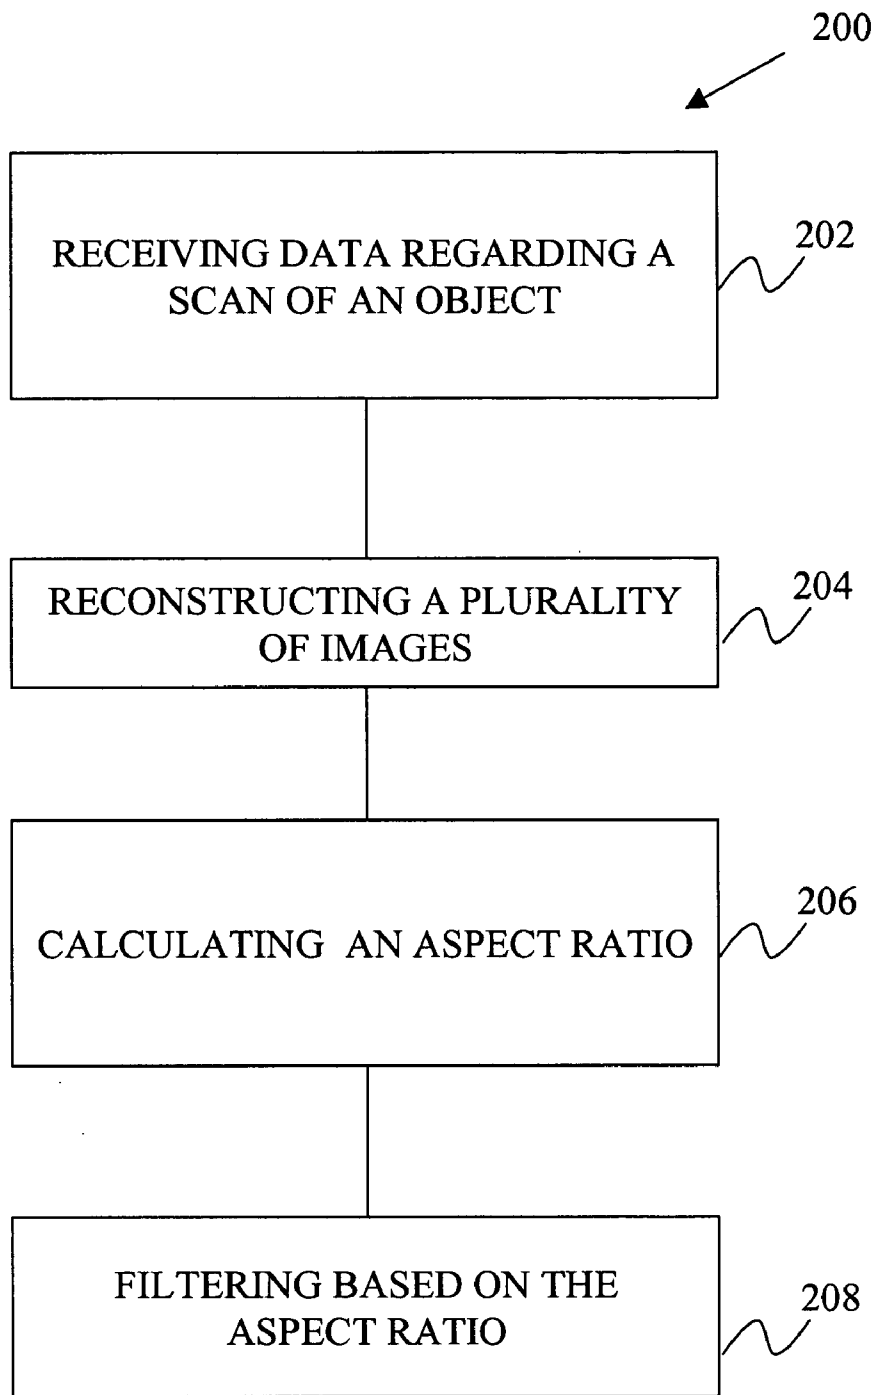 200
RECEIVING DATA REGARDING A
SCAN OF AN OBJECT
202
RECONSTRUCTING A PLURALITY
OF IMAGES
204
CALCULATING AN ASPECT RATIO
206
FILTERING BASED ON THE
ASPECT RATIO
208